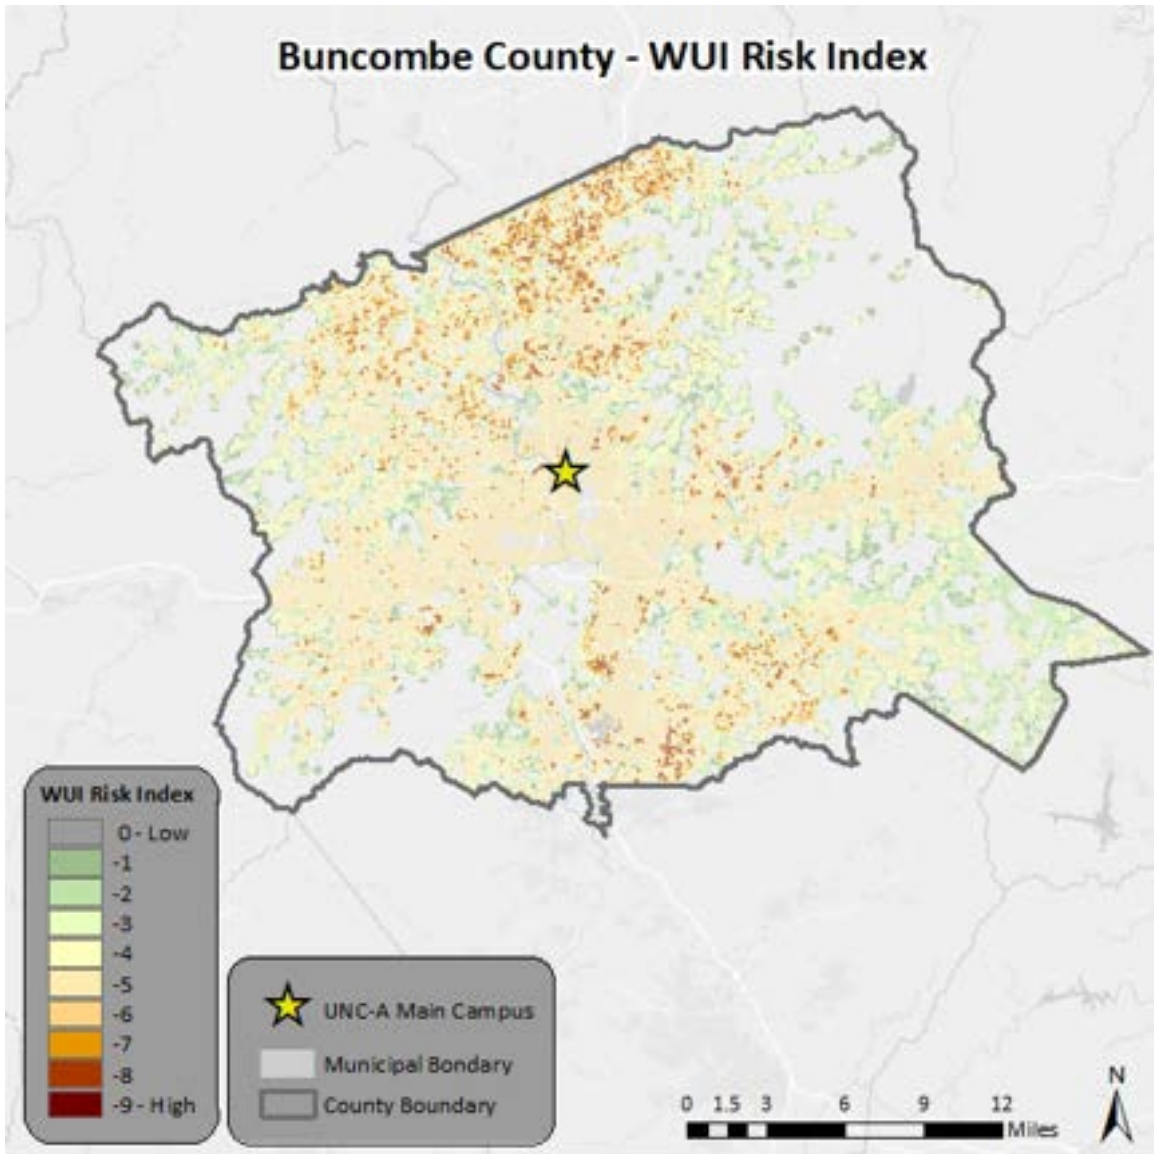 Buncombe County - WUI Risk Index
WUI Risk Index
0 - Low
-1
-2
-3
-4
-5
-6
-7
-8
-9 - High
UNC-A Main Campus
Municipal Bondary
County Boundary
N
0 1.5 3 6 9 12
Miles